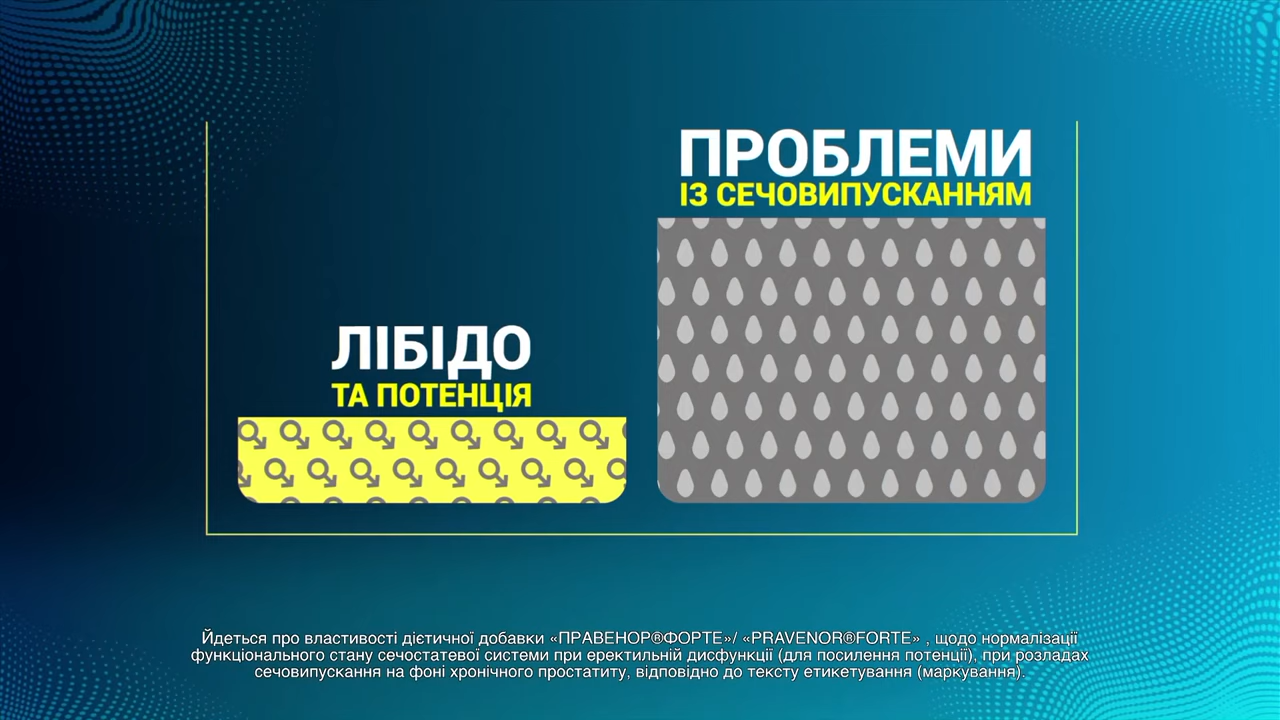 ПРОБЛЕМИ
ІЗ СЕЧОВИПУСКАННЯМ
ЛІБІДО
ТА ПОТЕНЦІЯ
Йдеться про властивості дієтичної добавки «ПРАВЕНОР®ФОРТЕ»/ «PRAVENOR®FORTE» , щодо нормалізації
функціонального стану сечостатевої системи при еректильній дисфункції (для посилення потенції), при розладах
сечовипускання на фоні хронічного простатиту, відповідно до тексту етикетування (маркування).